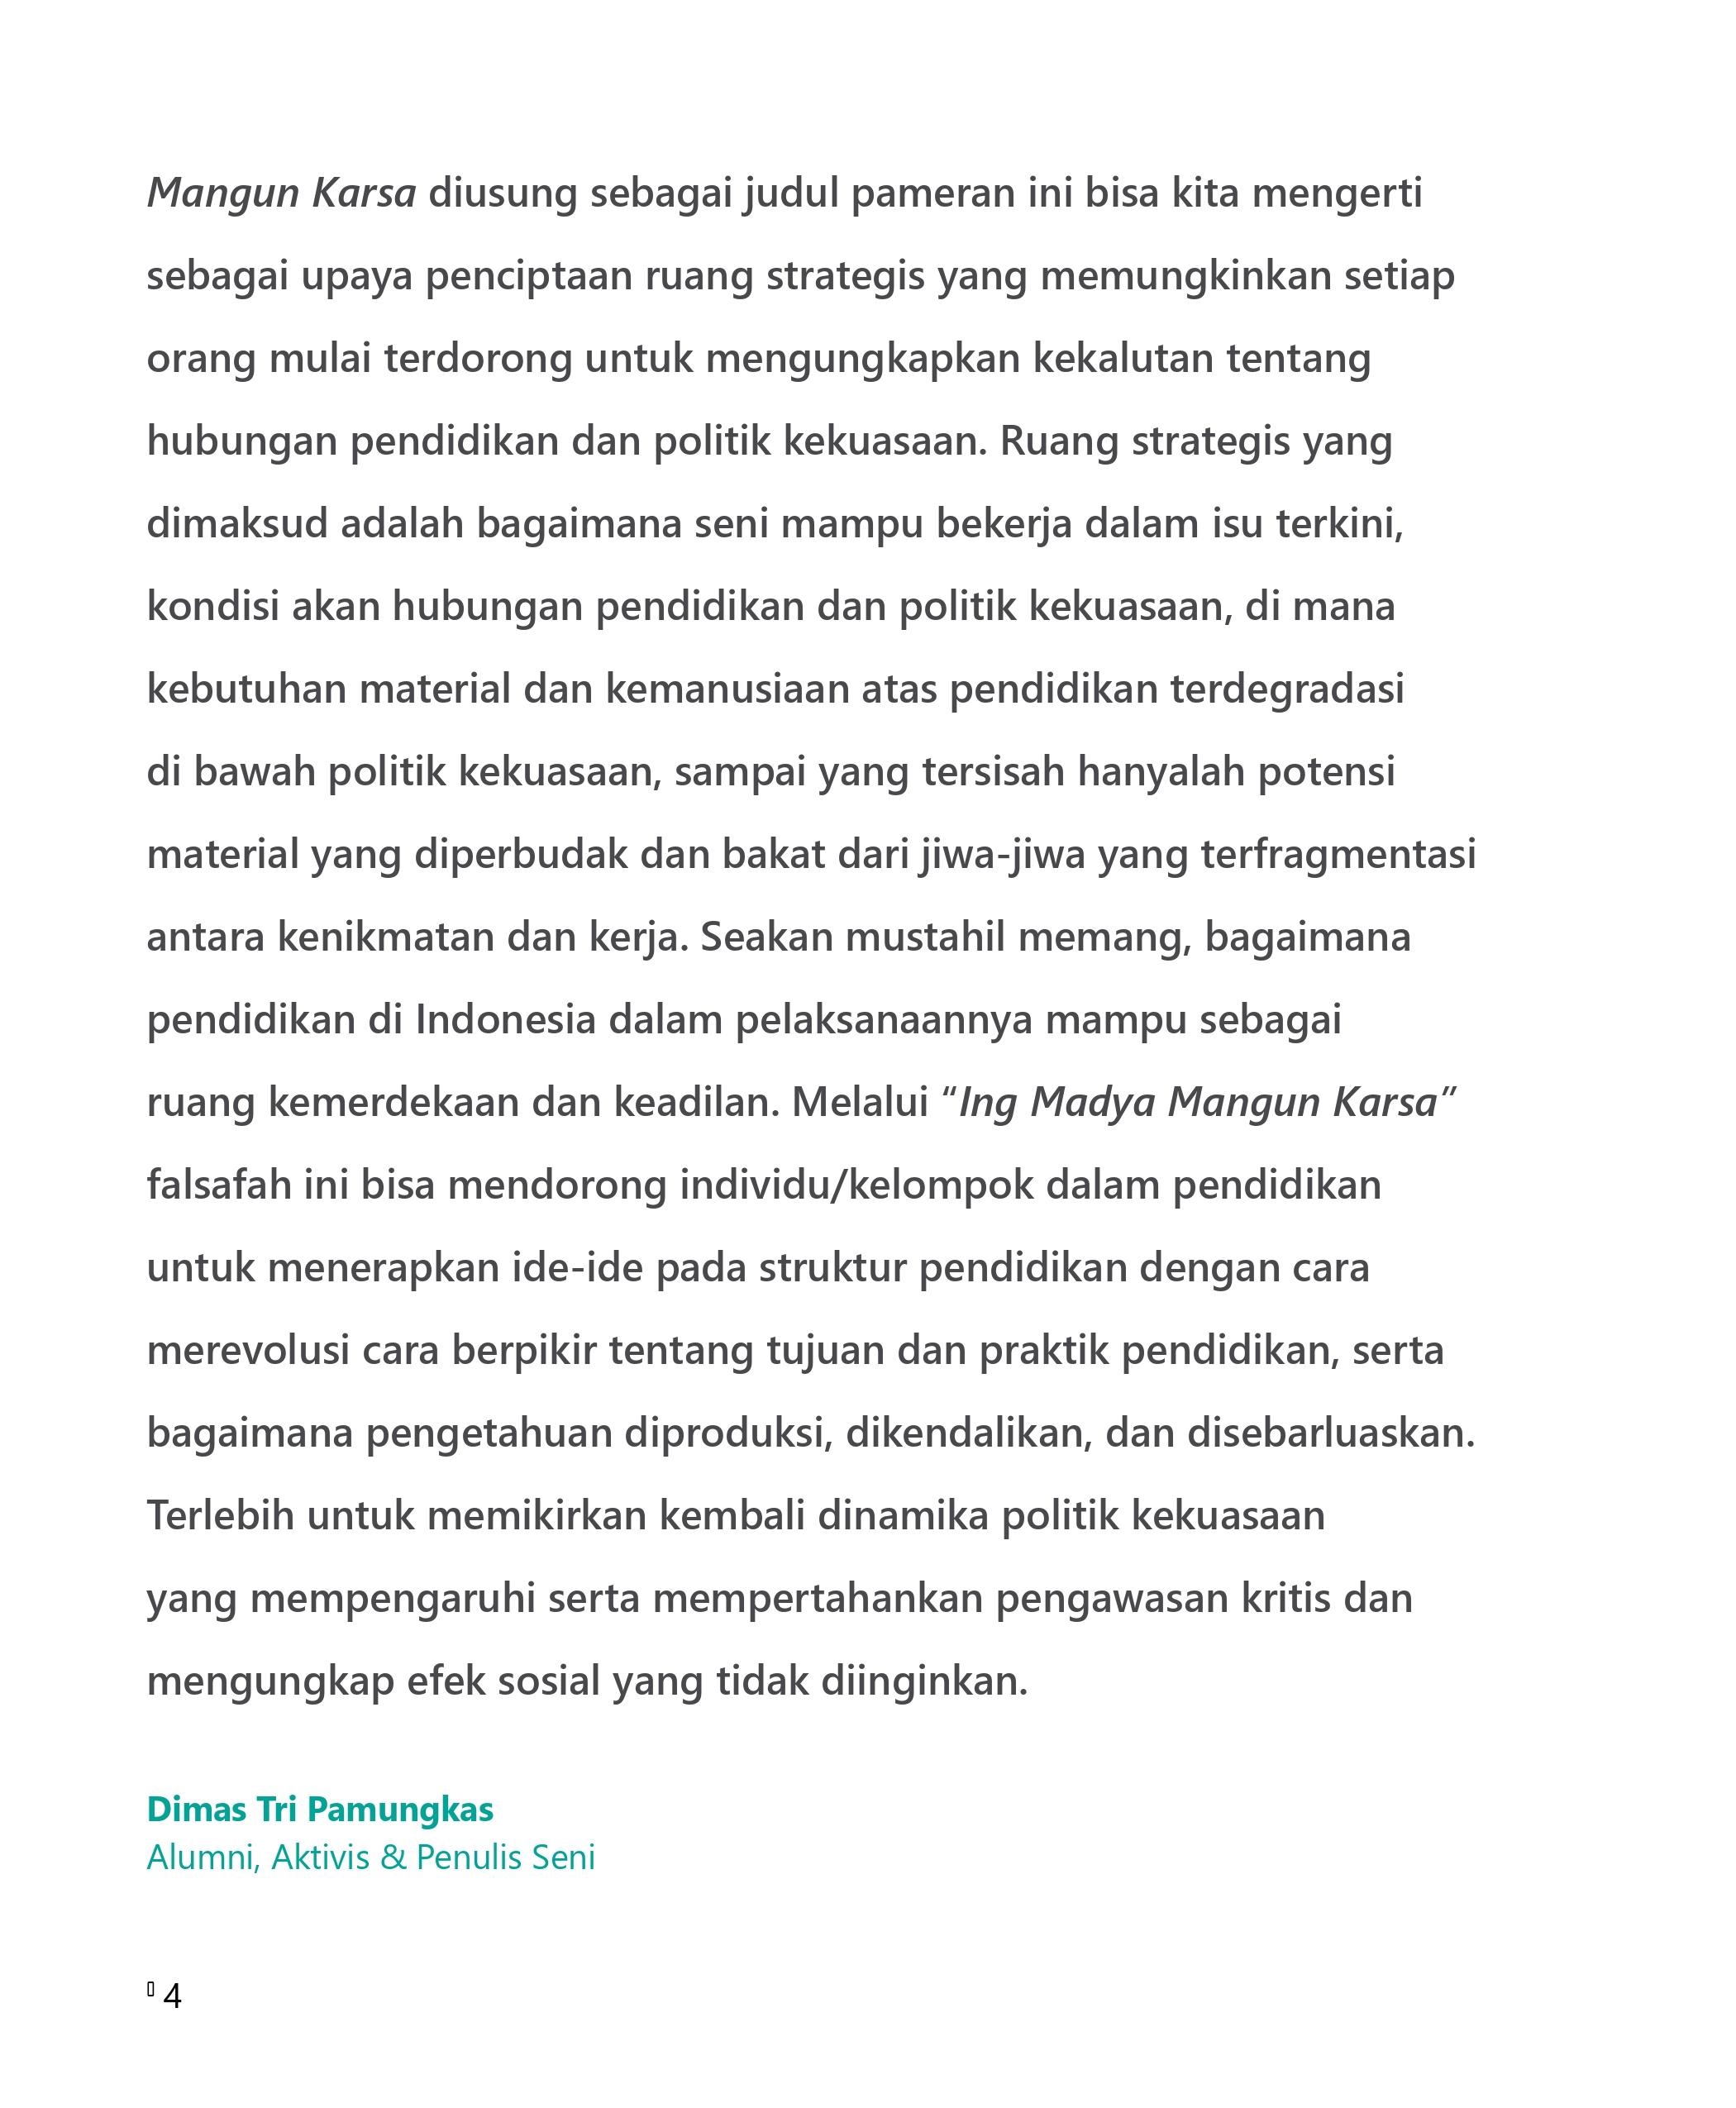 Mangun Karsa diusung sebagai judul pameran ini bisa kita mengerti
sebagai upaya penciptaan ruang strategis yang memungkinkan setiap
orang mulai terdorong untuk mengungkapkan kekalutan tentang
hubungan pendidikan dan politik kekuasaan. Ruang strategis yang
dimaksud adalah bagaimana seni mampu bekerja dalam isu terkini,
kondisi akan hubungan pendidikan dan politik kekuasaan, di mana
kebutuhan material dan kemanusiaan atas pendidikan terdegradasi
di bawah politik kekuasaan, sampai yang tersisah hanyalah potensi
material yang diperbudak dan bakat dari jiwa-jiwa yang terfragmentasi
antara kenikmatan dan kerja. Seakan mustahil memang, bagaimana
pendidikan di Indonesia dalam pelaksanaannya mampu sebagai
ruang kemerdekaan dan keadilan. Melalui “Ing Madya Mangun Karsa”
falsafah ini bisa mendorong individu/kelompok dalam pendidikan
untuk menerapkan ide-ide pada struktur pendidikan dengan cara
merevolusi cara berpikir tentang tujuan dan praktik pendidikan, serta
bagaimana pengetahuan diproduksi, dikendalikan, dan disebarluaskan.
Terlebih untuk memikirkan kembali dinamika politik kekuasaan
yang mempengaruhi serta mempertahankan pengawasan kritis dan
mengungkap efek sosial yang tidak diinginkan.
Dimas Tri Pamungkas
Alumni, Aktivis & Penulis Seni
4